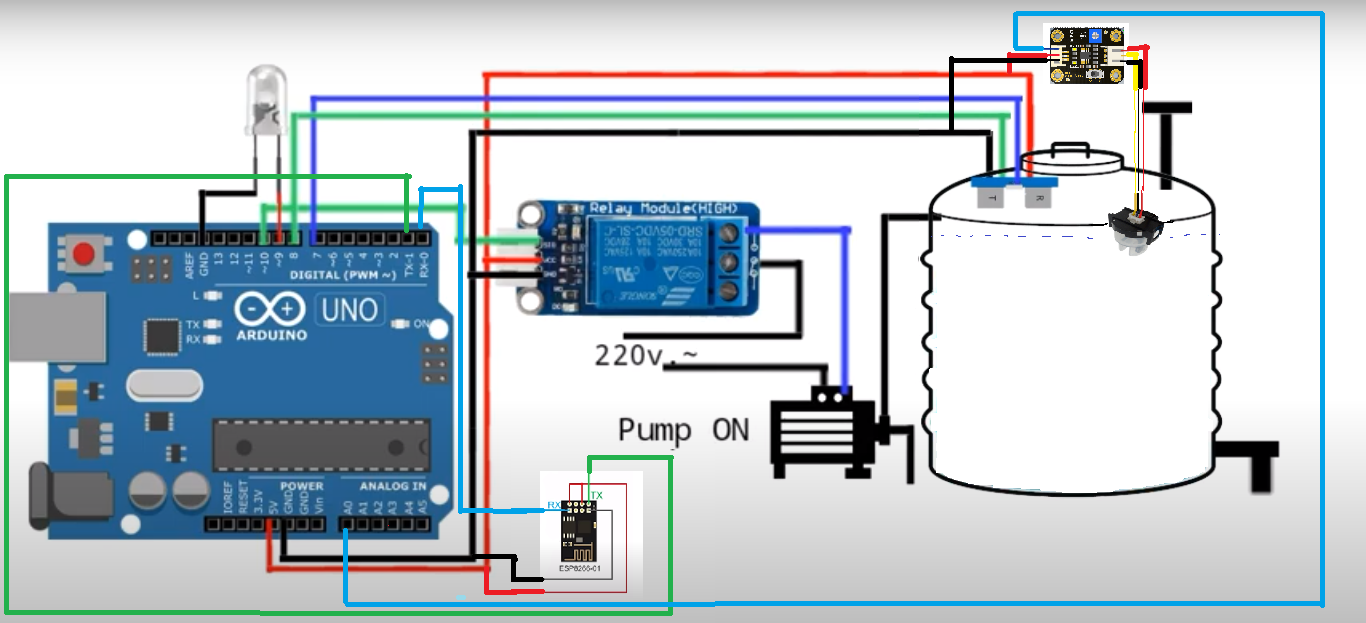 Relay Module(HIGH)
SRD-05VDC-SL-C
10A 250VAC 10A 125VAC
10A 30VDC 10A 28VDC
SONGLE
VCC
GND
T
R
AREF
GND
13
12
~11
~10
~9
8
7
~6
~5
4
~3
2
TX-1
RX-0
DIGITAL (PWM ~)
L
TX
RX
ARDUINO
UNO
ON
220v.~
Pump ON
POWER
ANALOG IN
IOREF
RESET
3.3V
5V
GND
GND
Vin
A0
A1
A2
A3
A4
A5
TX
RX
ESP8266-01